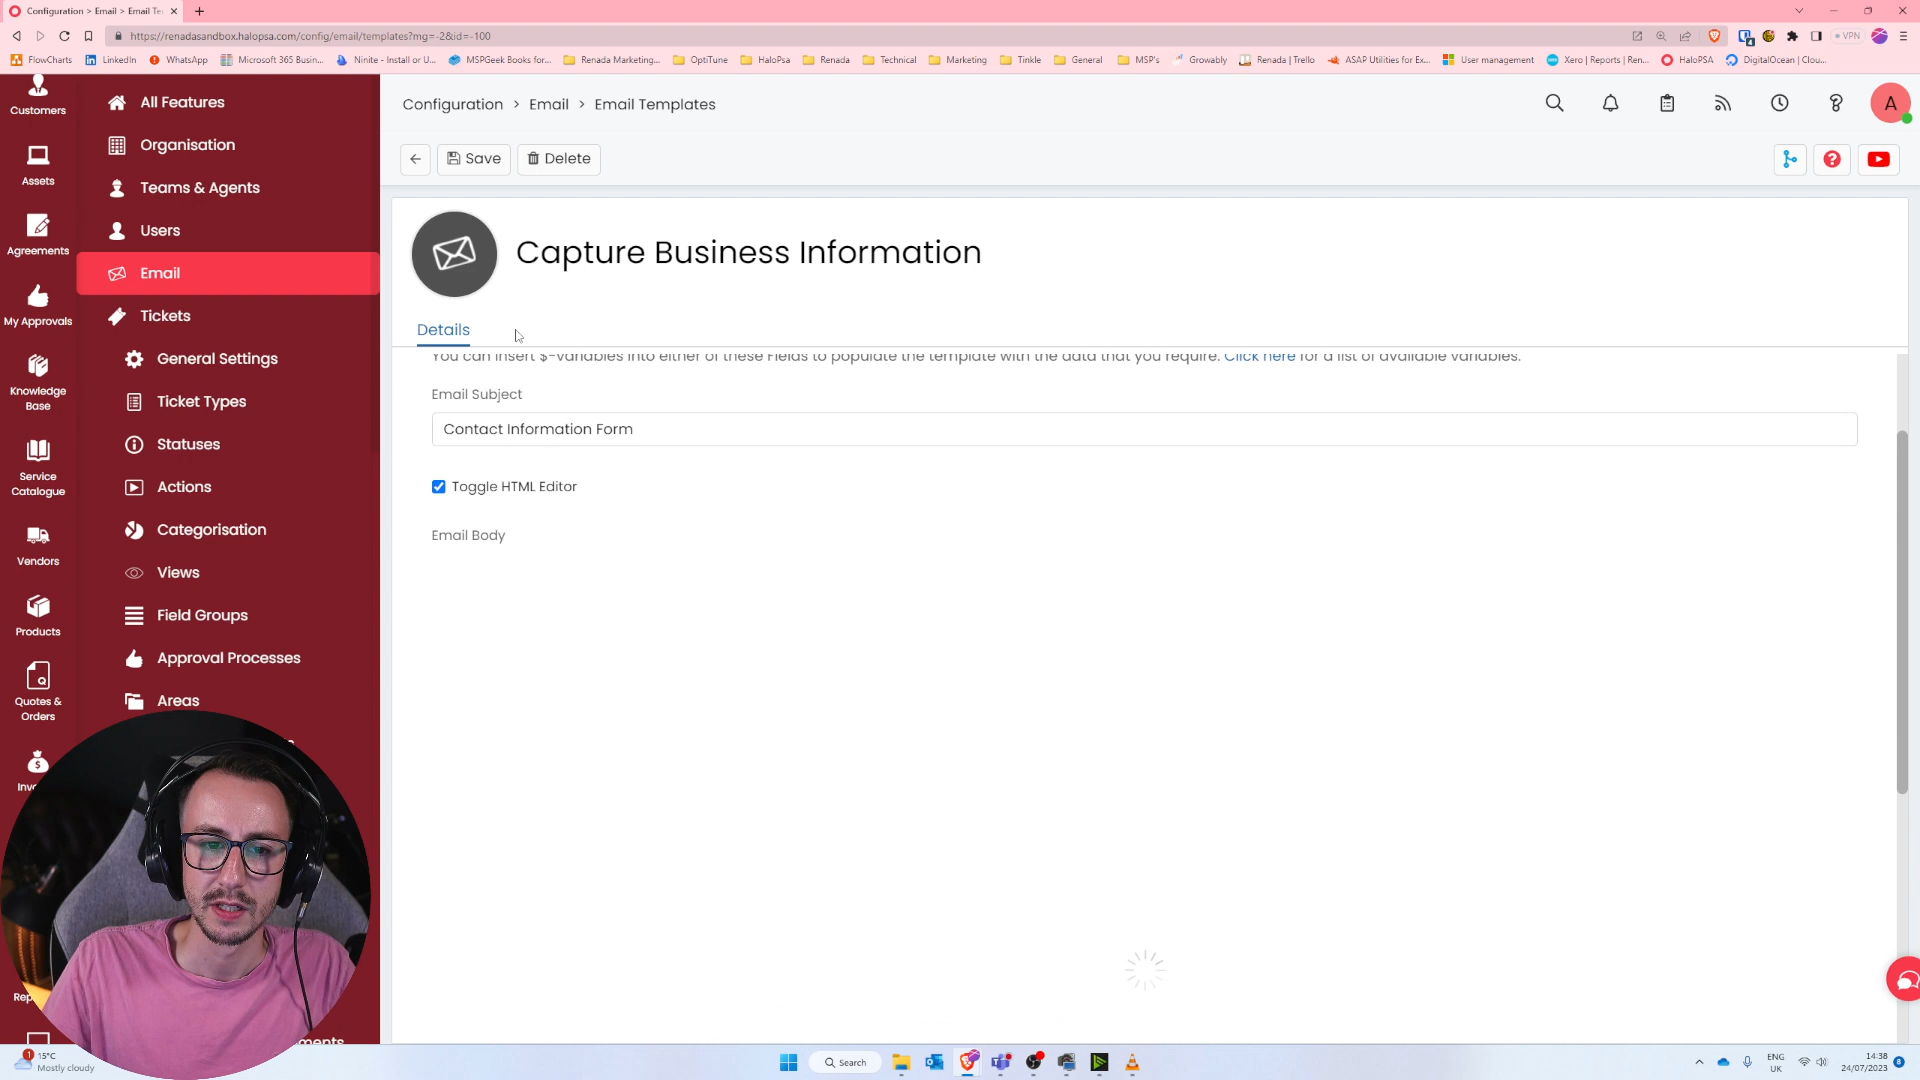 Configuration > Email > Email Te
https://renadasandbox.halopsa.com/config/email/templates?mg=-2&id=-100
VPN
FlowCharts
LinkedIn
WhatsApp
Microsoft 365 Busin...
Ninite - Install or U...
MSPGeek Books for...
Renada Marketing...
OptiTune
HaloPsa
Renada
Technical
Marketing
Tinkle
General
MSP's
Growably
Renada | Trello
ASAP Utilities for Ex...
User management
Xero | Reports | Ren...
HaloPSA
DigitalOcean | Clou...
Customers
Assets
Agreements
My Approvals
Knowledge
Base
Service
Catalogue
Vendors
Products
Quotes &
Orders
All Features
Organisation
Teams & Agents
Users
Email
Tickets
General Settings
Ticket Types
Statuses
Actions
Categorisation
Views
Field Groups
Approval Processes
Areas
Configuration > Email > Email Templates
A
Save
Delete
Capture Business Information
Details
You can insert $-variables into either of these Fields to populate the template with the data that you require. Click here for a list of available variables.
Email Subject
Contact Information Form
Toggle HTML Editor
Email Body
1
15°C
Mostly cloudy
Search
ENG
UK
14:38
24/07/2023
8